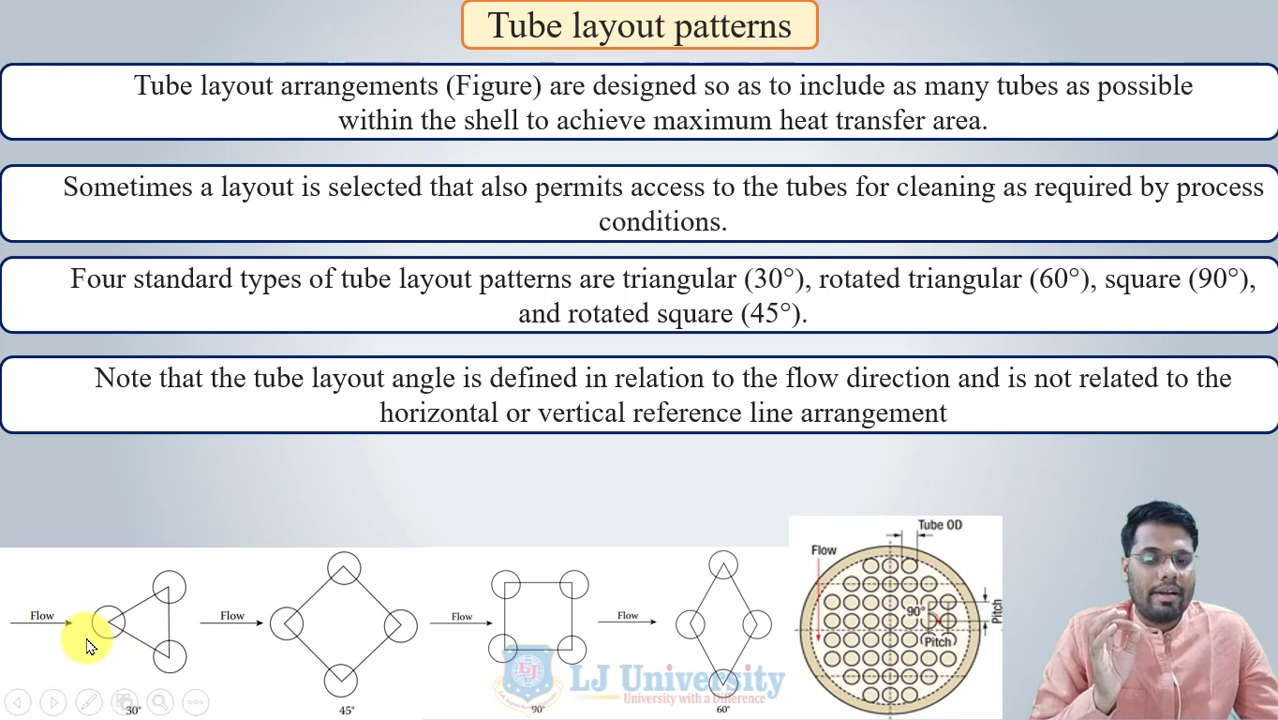 Tube layout patterns
Tube layout arrangements (Figure) are designed so as to include as many tubes as possible
within the shell to achieve maximum heat transfer area.
Sometimes a layout is selected that also permits access to the tubes for cleaning as required by process
conditions.
Four standard types of tube layout patterns are triangular (30°), rotated triangular (60°), square (90°),
and rotated square (45°).
Note that the tube layout angle is defined in relation to the flow direction and is not related to the
horizontal or vertical reference line arrangement
Flow
30°
Flow
45°
Flow
90°
Flow
60°
Tube OD
Flow
90°
Pitch
Pitch
LJ
LJ University
University with a Difference